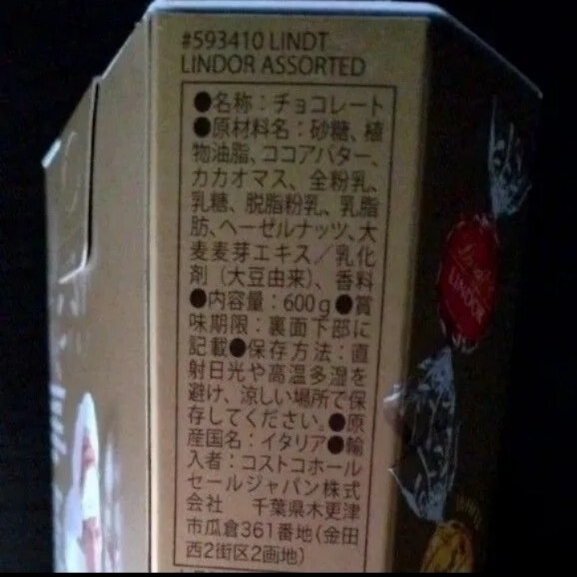 #593410 LINDT
LINDOR ASSORTED
●名称：チョコレート
●原材料名：砂糖、植
物油脂、ココアバター、
カカオマス、全粉乳、
乳糖、脱脂粉乳、乳脂
肪、ヘーゼルナッツ、大
麦麦芽エキス／乳化
剤（大豆由来）、香料
●内容量：600g●賞
味期限：裏面下部に
記載●保存方法：直
射日光や高温多湿を
避け、涼しい場所で保
存してください。●原
産国名：イタリア●輸
入者：コストコホール
セールジャパン株式
会社　千葉県木更津
市瓜倉361番地（金田
西2街区2画地）
Lindt
LINDOR